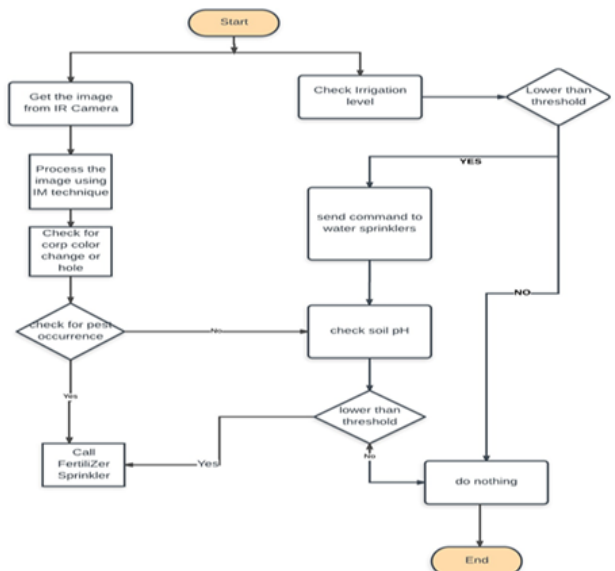 Start
Get the image
from IR Camera
Check Irrigation
level
Lower than
threshold
Process the
image using
IM technique
YES
send command to
water sprinklers
Check for
corp color
change or
hole
NO
check for pest
occurrence
No
check soil pH
Yes
lower than
threshold
Call
FertiliZer
Sprinkler
Yes
No
do nothing
End